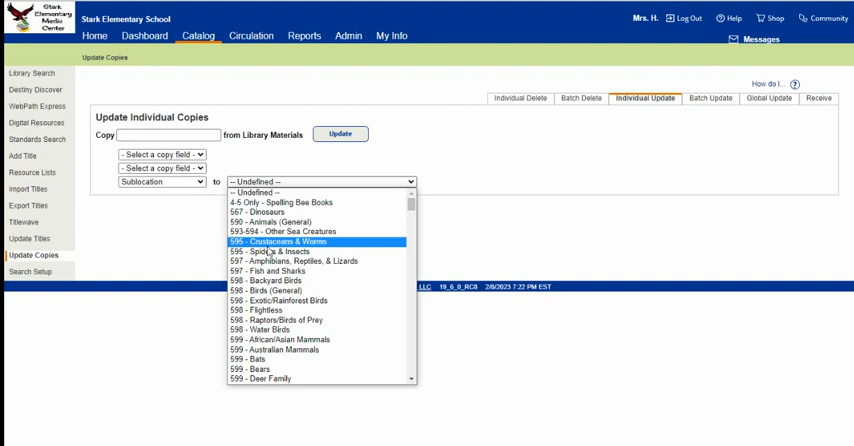 Stark
Elementary
Media
Center
Stark Elementary School
Mrs. H. Log Out ? Help Shop Community
Home Dashboard Catalog Circulation Reports Admin My Info
Messages
Update Copies
Library Search
Destiny Discover
WebPath Express
Digital Resources
Standards Search
Add Title
Resource Lists
Import Titles
Export Titles
Titlewave
Update Titles
Update Copies
Search Setup
How do I... ?
Individual Delete Batch Delete Individual Update Batch Update Global Update Receive
Update Individual Copies
Copy from Library Materials Update
- Select a copy field -
- Select a copy field -
Sublocation to -- Undefined --
-- Undefined --
4-5 Only - Spelling Bee Books
567 - Dinosaurs
590 - Animals (General)
593-594 - Other Sea Creatures
595 - Crustaceans & Worms
595 - Spiders & Insects
597 - Amphibians, Reptiles, & Lizards
597 - Fish and Sharks
598 - Backyard Birds
598 - Birds (General)
598 - Exotic/Rainforest Birds
598 - Flightless
598 - Raptors/Birds of Prey
598 - Water Birds
599 - African/Asian Mammals
599 - Australian Mammals
599 - Bats
599 - Bears
599 - Deer Family
LLC 19_6_0_RC8 2/8/2023 7:22 PM EST